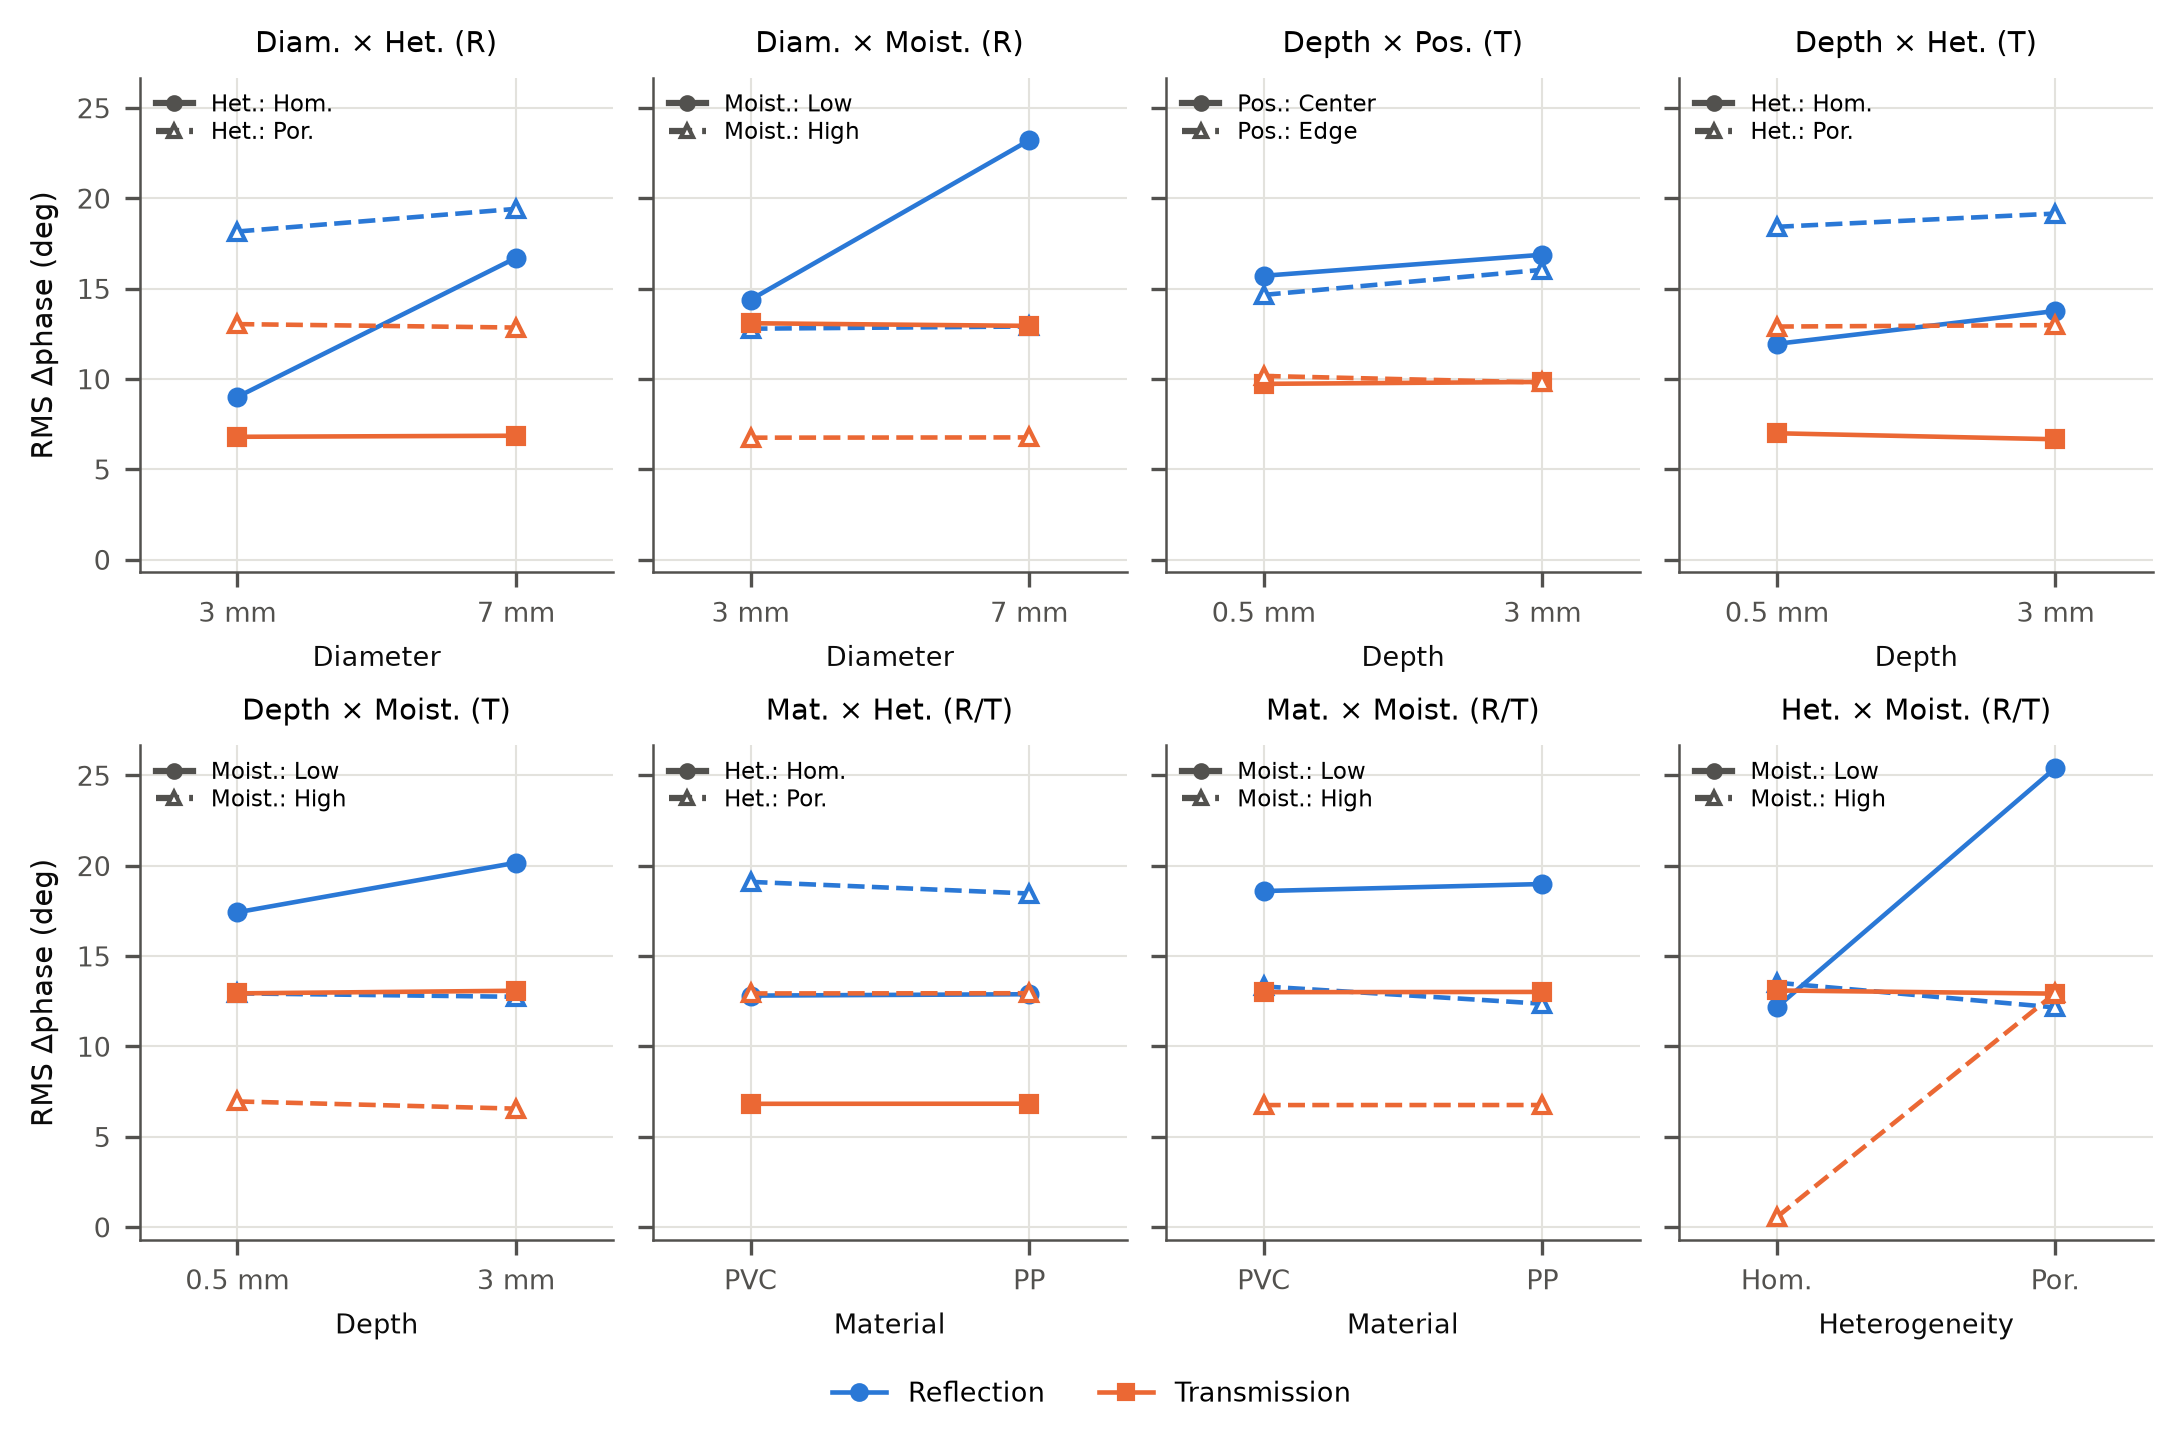 Diam. × Het. (R)
Diam. × Moist. (R)
Depth × Pos. (T)
Depth × Het. (T)
Het.: Hom.
Het.: Por.
Moist.: Low
Moist.: High
Pos.: Center
Pos.: Edge
Het.: Hom.
Het.: Por.
RMS Δphase (deg)
25
20
15
10
5
0
3 mm 7 mm
3 mm 7 mm
0.5 mm 3 mm
0.5 mm 3 mm
Diameter
Diameter
Depth
Depth
Depth × Moist. (T)
Mat. × Het. (R/T)
Mat. × Moist. (R/T)
Het. × Moist. (R/T)
Moist.: Low
Moist.: High
Het.: Hom.
Het.: Por.
Moist.: Low
Moist.: High
Moist.: Low
Moist.: High
RMS Δphase (deg)
25
20
15
10
5
0
0.5 mm 3 mm
PVC PP
PVC PP
Hom. Por.
Depth
Material
Material
Heterogeneity
Reflection
Transmission